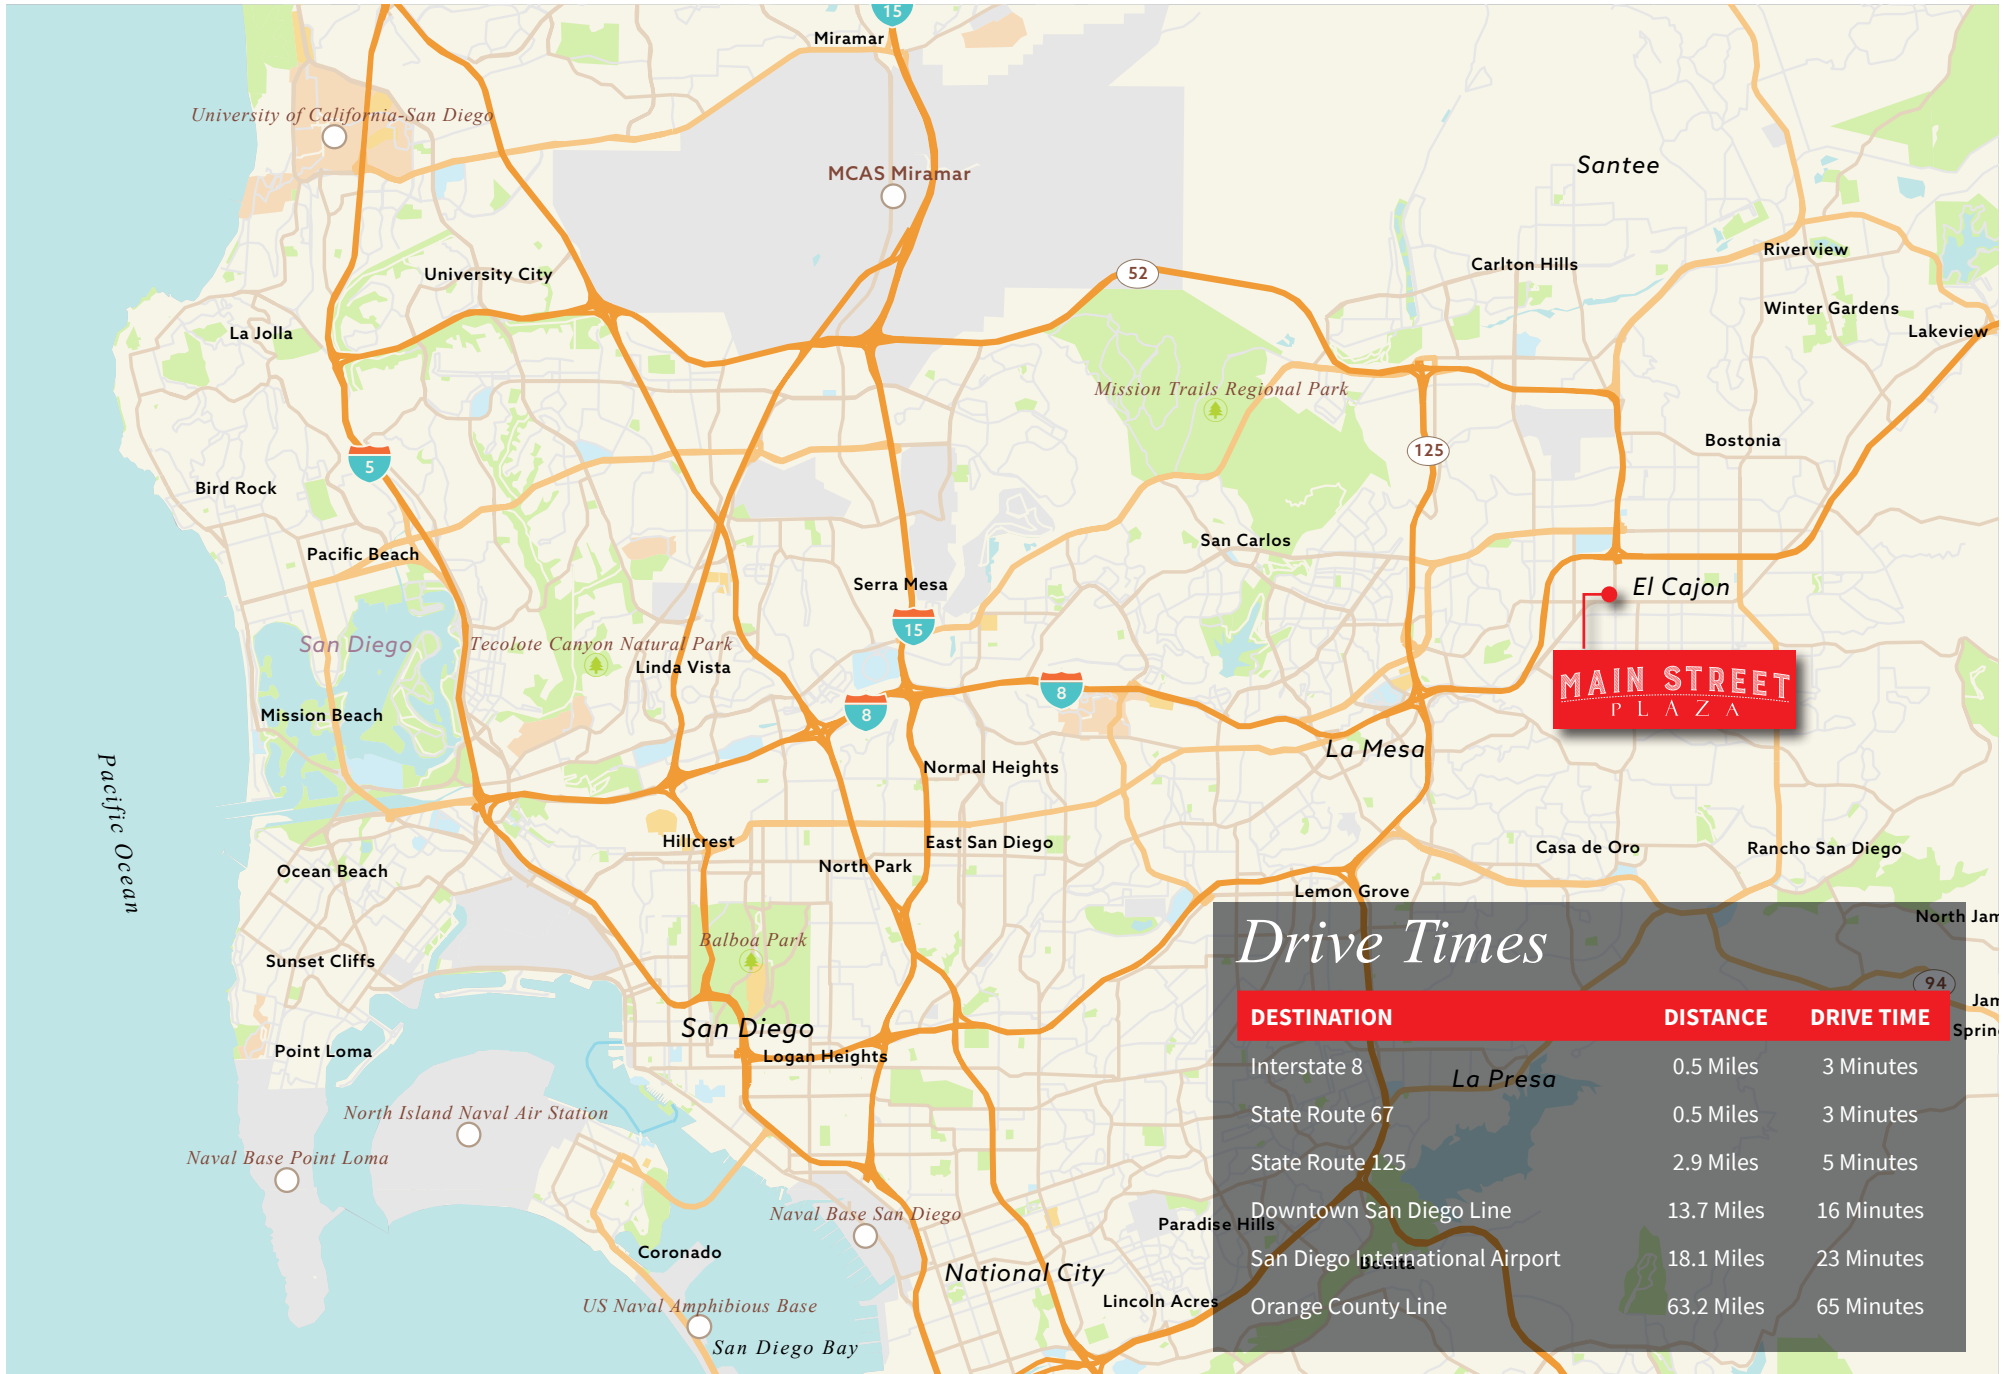 15
Miramar
University of California-San Diego
MCAS Miramar
Santee
Riverview
52
Carlton Hills
University City
Winter Gardens
La Jolla
Lakeview
Mission Trails Regional Park
Bostonia
125
5
Bird Rock
San Carlos
Pacific Beach
Serra Mesa
El Cajon
15
San Diego
Tecolote Canyon Natural Park
Linda Vista
8
8
MAIN STREET
PLAZA
Mission Beach
La Mesa
Normal Heights
Pacific Ocean
Hillcrest
East San Diego
Casa de Oro
Rancho San Diego
North Park
Ocean Beach
Lemon Grove
North Jam
Balboa Park
Sunset Cliffs
94
Jam
San Diego
Spring
Point Loma
Logan Heights
La Presa
North Island Naval Air Station
Naval Base Point Loma
Naval Base San Diego
Paradise Hills
Coronado
Bonita
National City
Lincoln Acres
US Naval Amphibious Base
San Diego Bay
Drive Times
DESTINATION DISTANCE DRIVE TIME
Interstate 8 0.5 Miles 3 Minutes
State Route 67 0.5 Miles 3 Minutes
State Route 125 2.9 Miles 5 Minutes
Downtown San Diego Line 13.7 Miles 16 Minutes
San Diego International Airport 18.1 Miles 23 Minutes
Orange County Line 63.2 Miles 65 Minutes